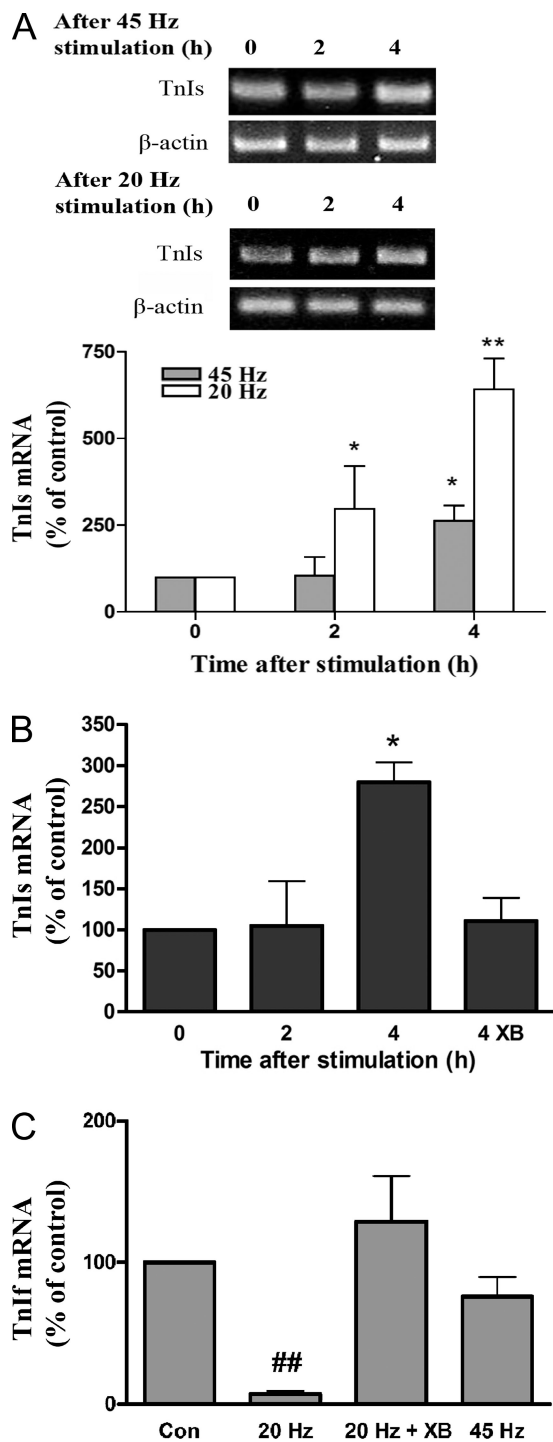 A
After 45 Hz
stimulation (h) 0 2 4
TnIs
β-actin
After 20 Hz
stimulation (h) 0 2 4
TnIs
β-actin
TnIs mRNA
(% of control)
750
500
250
0
45 Hz
20 Hz
*
*
**
0 2 4
Time after stimulation (h)
B
TnIs mRNA
(% of control)
350
300
250
200
150
100
50
0
*
0 2 4 4 XB
Time after stimulation (h)
C
TnIf mRNA
(% of control)
200
100
0
##
Con 20 Hz 20 Hz + XB 45 Hz